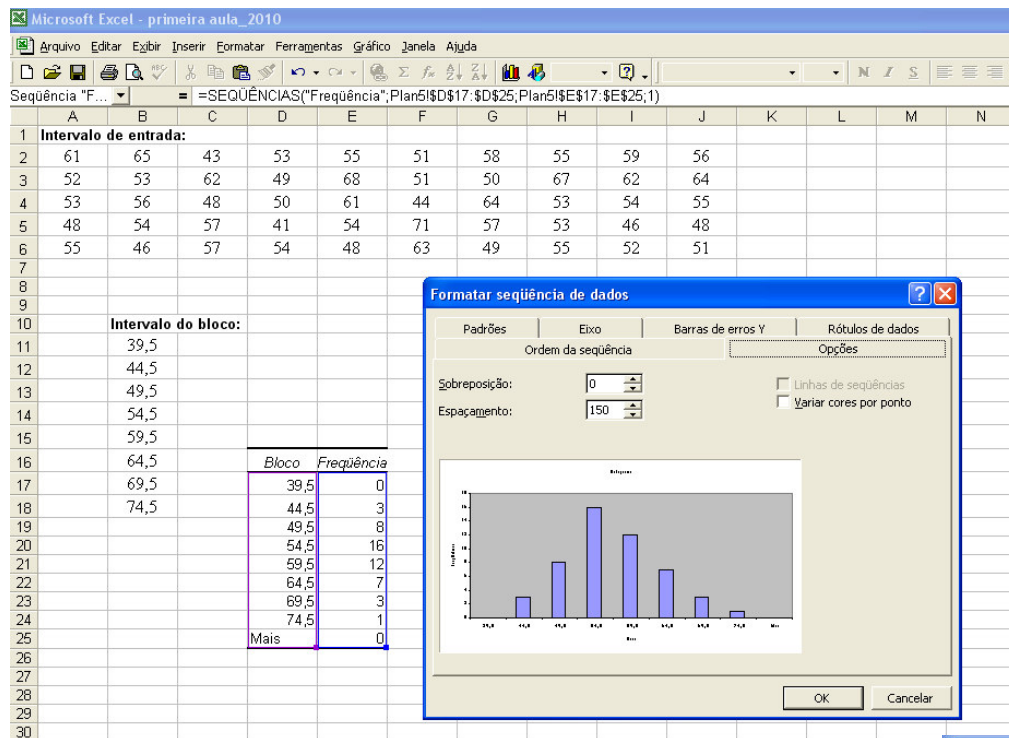 Microsoft Excel - primeira aula_2010
Arquivo Editar Exibir Inserir Formatar Ferramentas Gráfico Janela Ajuda
N I S
Seqüência "F... = =SEQÜÊNCIAS("Freqüência";Plan5!$D$17:$D$25;Plan5!$E$17:$E$25;1)
A B C D E F G H I J K L M N
1 Intervalo de entrada:
2 61 65 43 53 55 51 58 55 59 56
3 52 53 62 49 68 51 50 67 62 64
4 53 56 48 50 61 44 64 53 54 55
5 48 54 57 41 54 71 57 53 46 48
6 55 46 57 54 48 63 49 55 52 51
7
8
9
10 Intervalo do bloco:
11 39,5
12 44,5
13 49,5
14 54,5
15 59,5
16 64,5 Bloco Freqüência
17 69,5 39,5 0
18 74,5 44,5 3
19 49,5 8
20 54,5 16
21 59,5 12
22 64,5 7
23 69,5 3
24 74,5 1
25 Mais 0
26
27
28
29
30
Formatar seqüência de dados
Padrões Eixo Barras de erros Y Rótulos de dados
Ordem da seqüência Opções
Sobreposição: 0
Espaçamento: 150
Linhas de seqüências
Variar cores por ponto
OK Cancelar